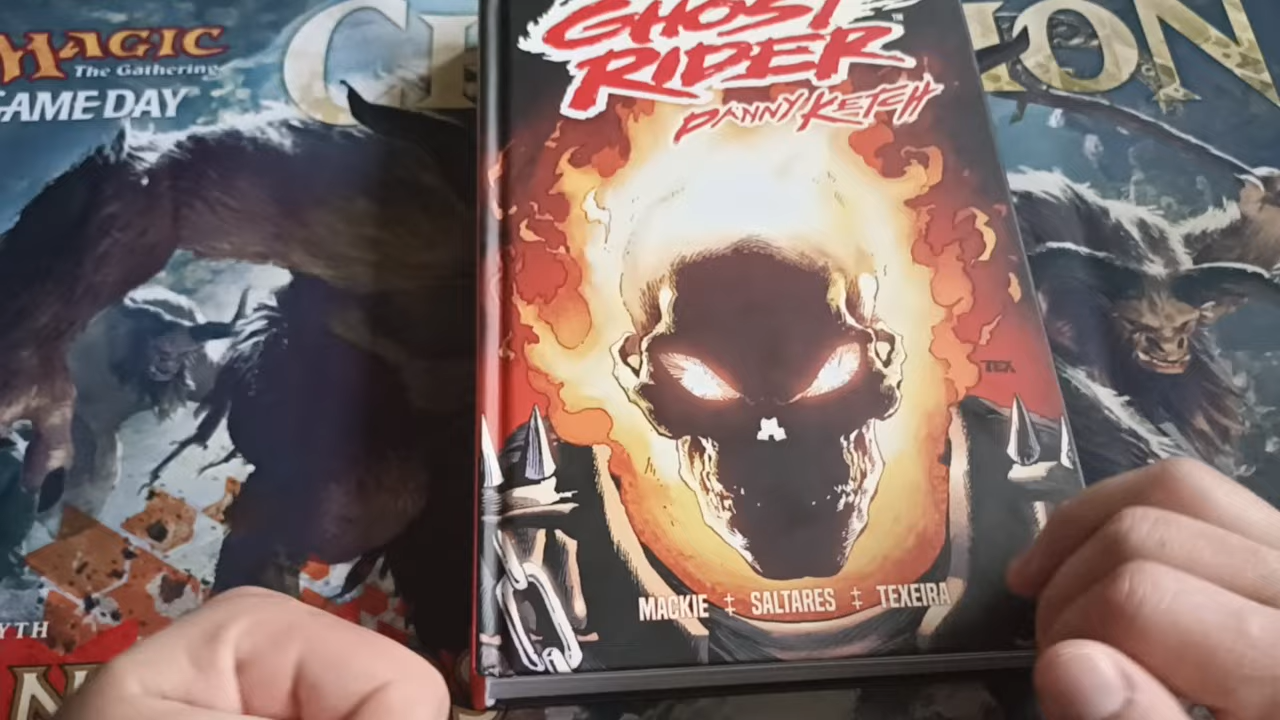 MAGIC
The Gathering
GAME DAY
GHOST
RIDER
DANNY KETCH
TEX
MACKIE ‡ SALTARES ‡ TEXEIRA